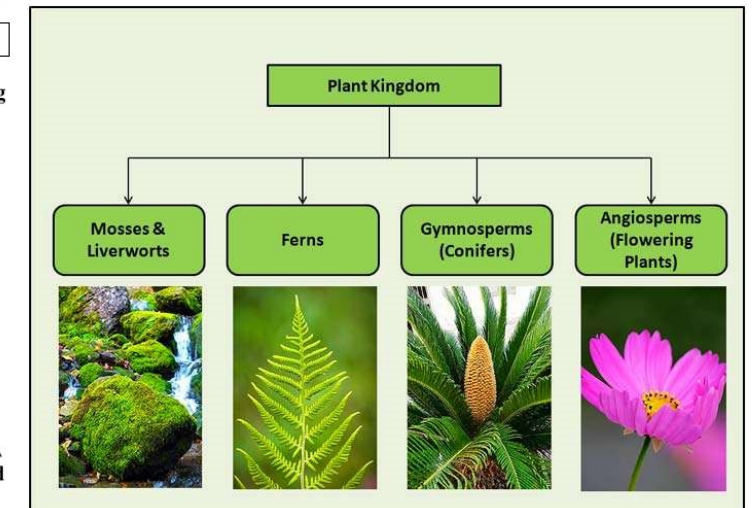 g
Plant Kingdom
Mosses &
Liverworts
Ferns
Gymnosperms
(Conifers)
Angiosperms
(Flowering
Plants)